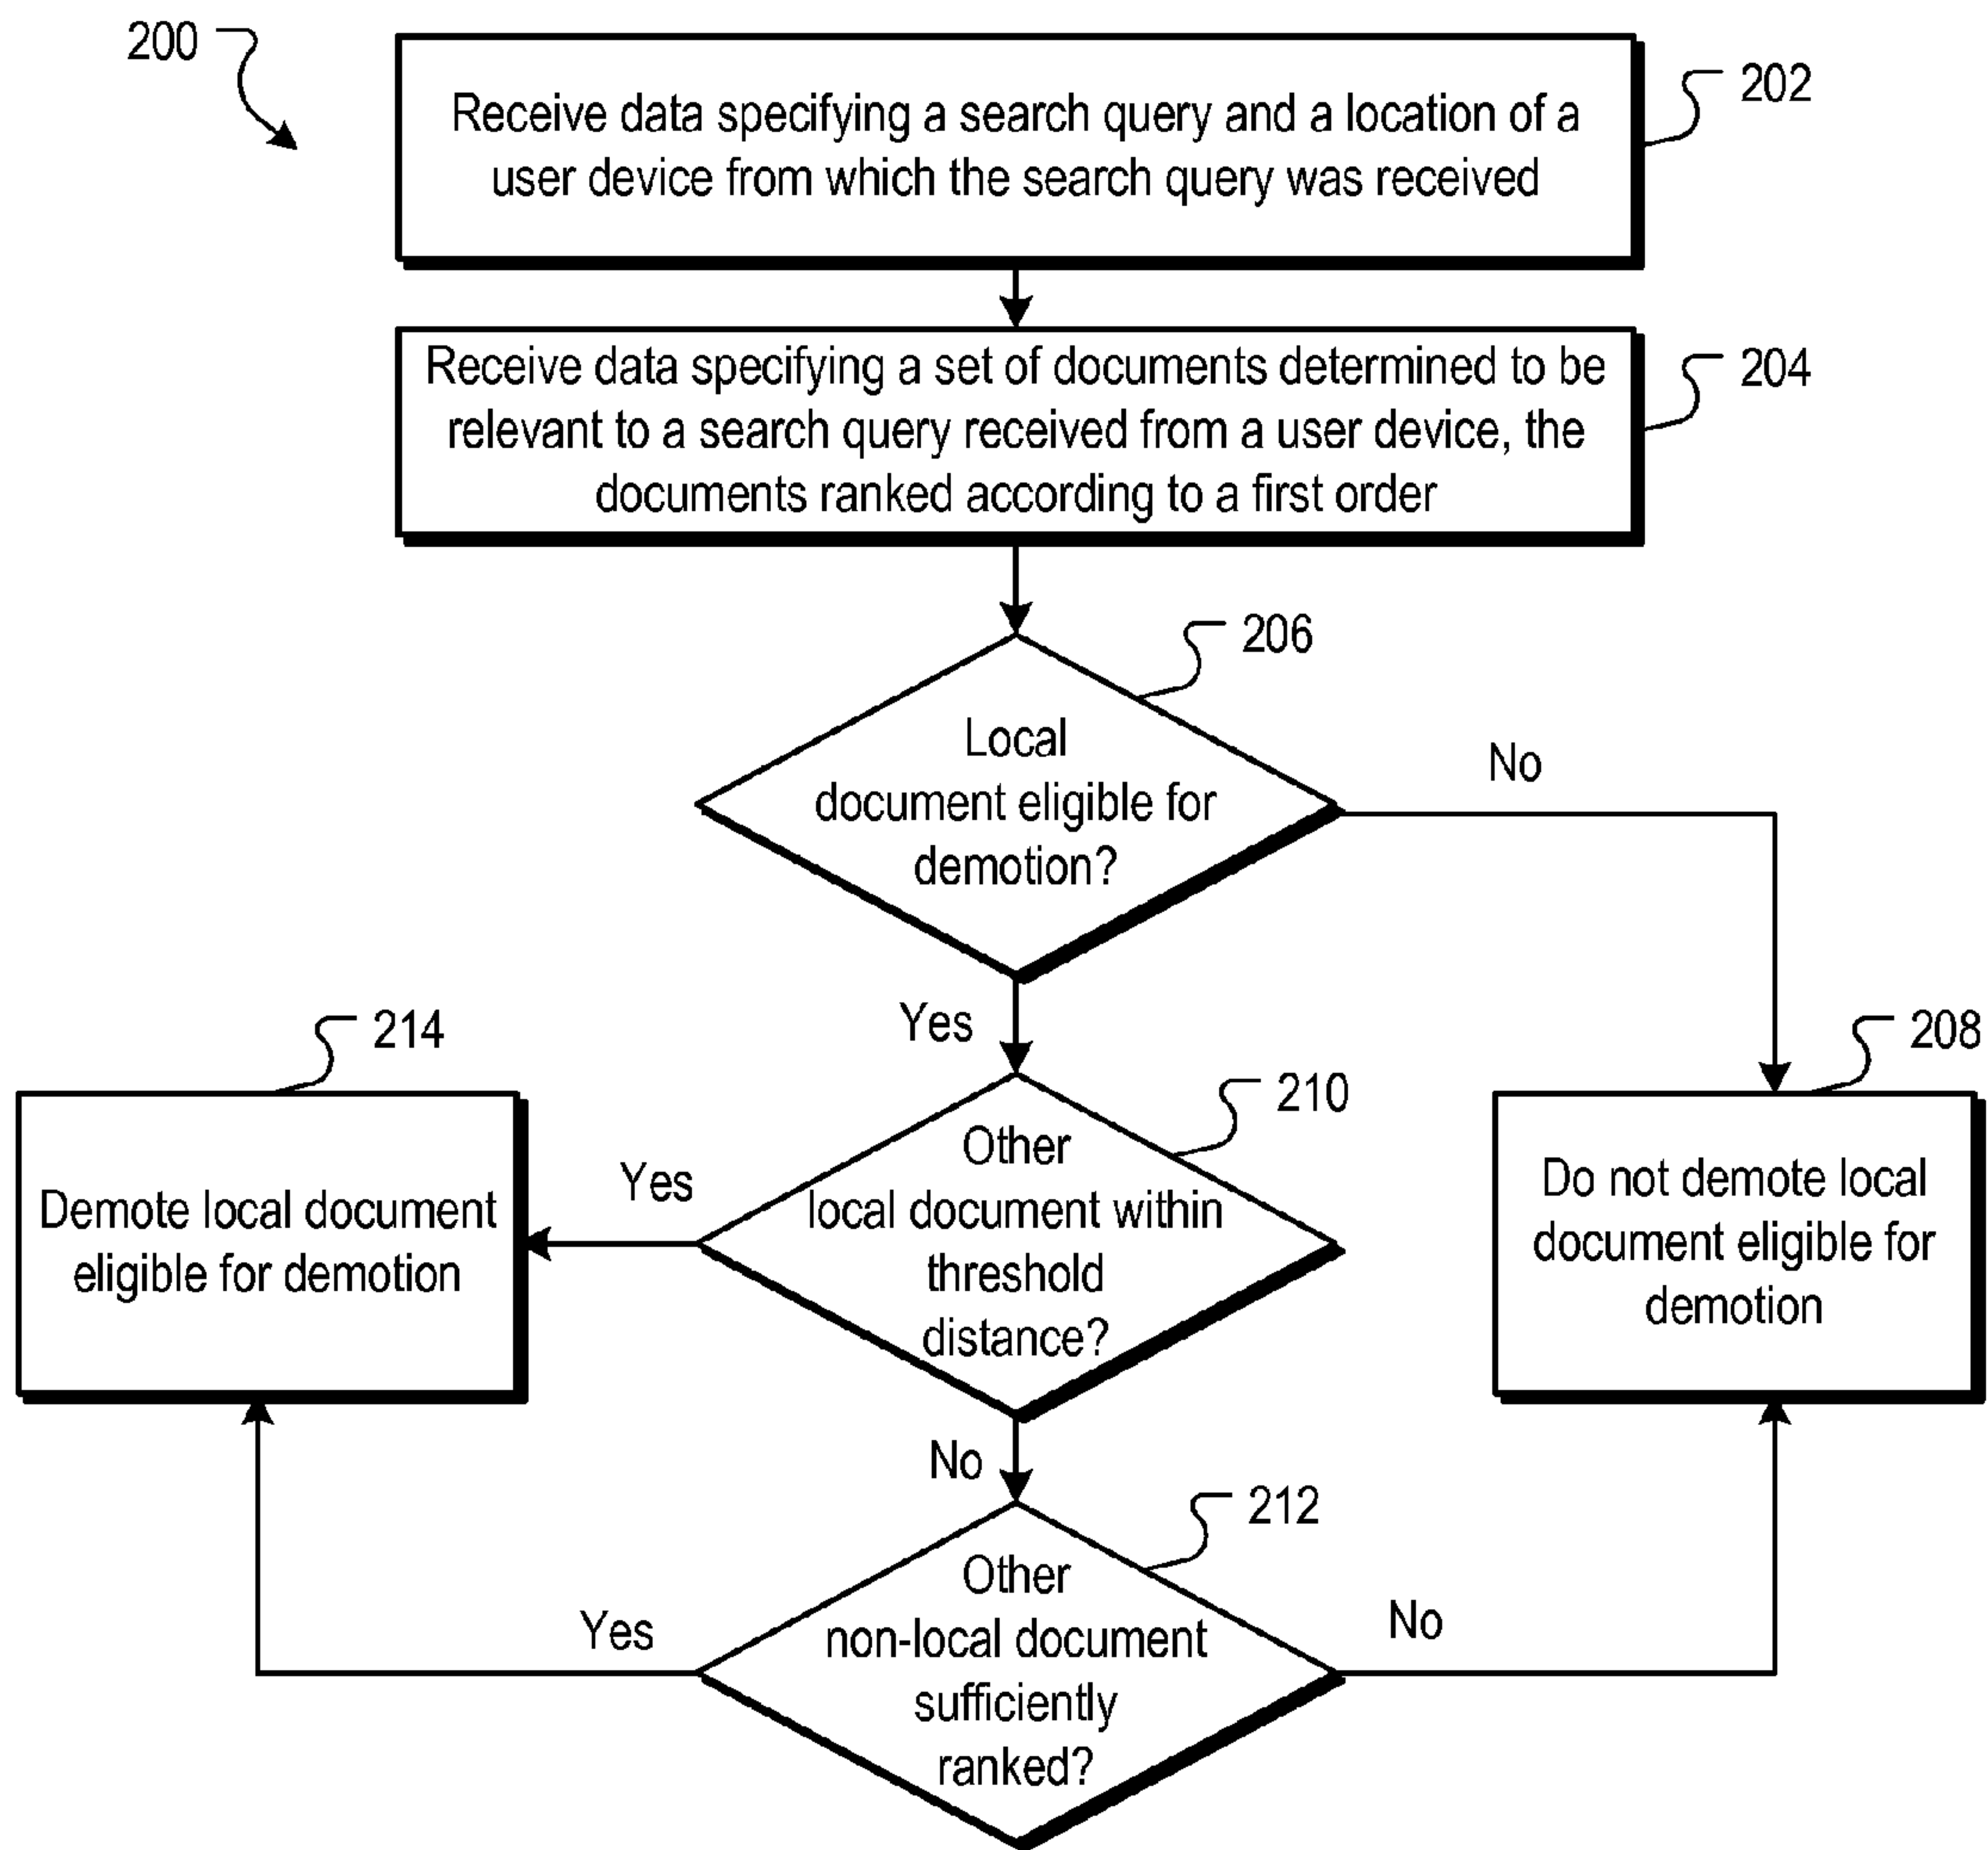 200
Receive data specifying a search query and a location of a
user device from which the search query was received
202
Receive data specifying a set of documents determined to be
relevant to a search query received from a user device, the
documents ranked according to a first order
204
206
Local
document eligible for
demotion?
No
Yes
214
208
210
Other
local document within
threshold
distance?
Yes
Demote local document
eligible for demotion
Do not demote local
document eligible for
demotion
No
212
Other
non-local document
sufficiently
ranked?
Yes
No